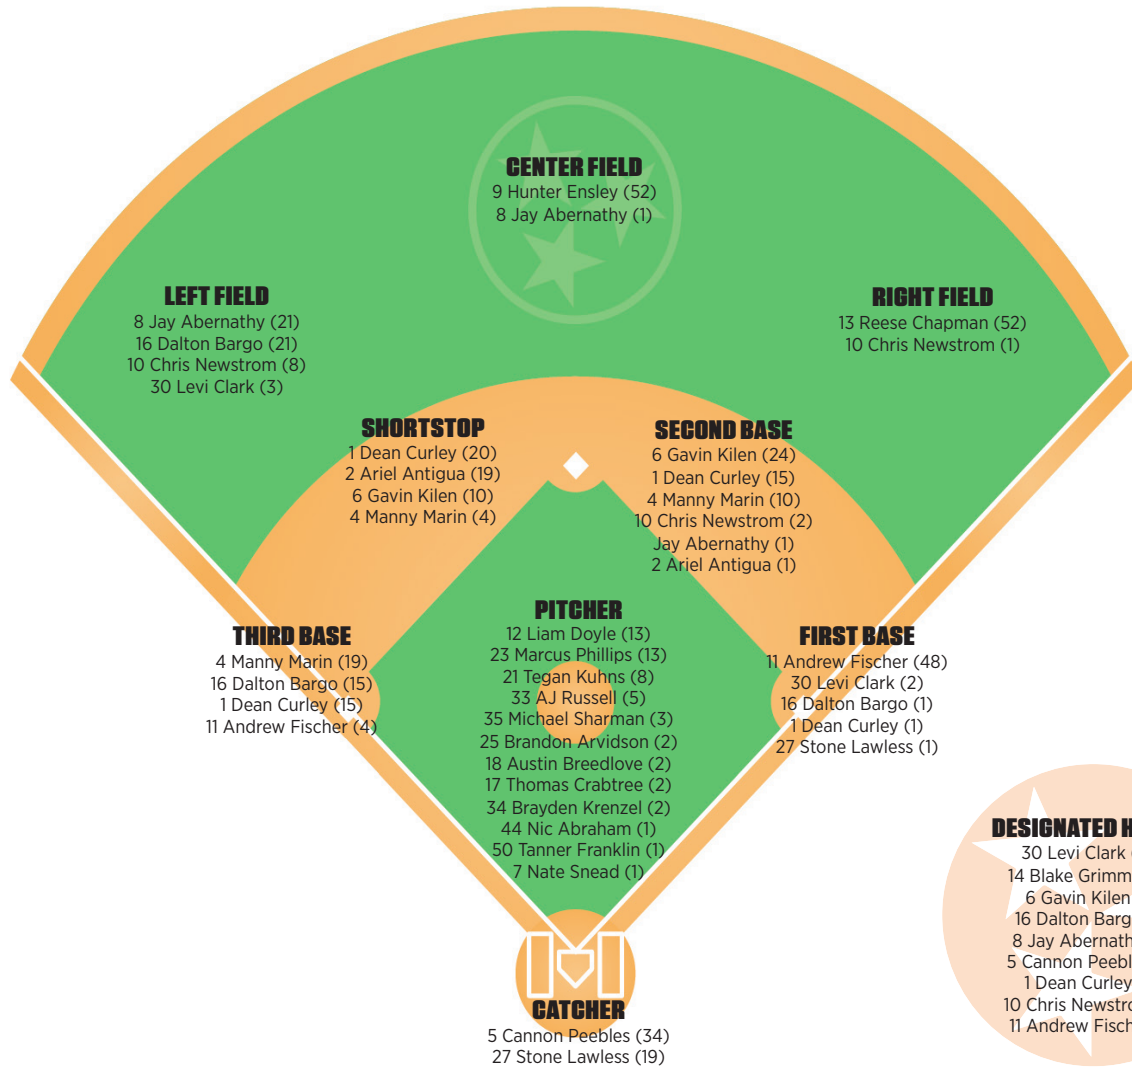 CENTER FIELD
9 Hunter Ensley (52)
8 Jay Abernathy (1)
LEFT FIELD
8 Jay Abernathy (21)
16 Dalton Bargo (21)
10 Chris Newstrom (8)
30 Levi Clark (3)
RIGHT FIELD
13 Reese Chapman (52)
10 Chris Newstrom (1)
SHORTSTOP
1 Dean Curley (20)
2 Ariel Antigua (19)
6 Gavin Kilen (10)
4 Manny Marin (4)
SECOND BASE
6 Gavin Kilen (24)
1 Dean Curley (15)
4 Manny Marin (10)
10 Chris Newstrom (2)
Jay Abernathy (1)
2 Ariel Antigua (1)
THIRD BASE
4 Manny Marin (19)
16 Dalton Bargo (15)
1 Dean Curley (15)
11 Andrew Fischer (4)
PITCHER
12 Liam Doyle (13)
23 Marcus Phillips (13)
21 Tegan Kuhns (8)
33 AJ Russell (5)
35 Michael Sharman (3)
25 Brandon Arvidson (2)
18 Austin Breedlove (2)
17 Thomas Crabtree (2)
34 Brayden Krenzel (2)
44 Nic Abraham (1)
50 Tanner Franklin (1)
7 Nate Snead (1)
FIRST BASE
11 Andrew Fischer (48)
30 Levi Clark (2)
16 Dalton Bargo (1)
1 Dean Curley (1)
27 Stone Lawless (1)
CATCHER
5 Cannon Peebles (34)
27 Stone Lawless (19)
DESIGNATED H
30 Levi Clark
14 Blake Grimm
6 Gavin Kilen
16 Dalton Barg
8 Jay Abernath
5 Cannon Peebl
1 Dean Curley
10 Chris Newstro
11 Andrew Fisch